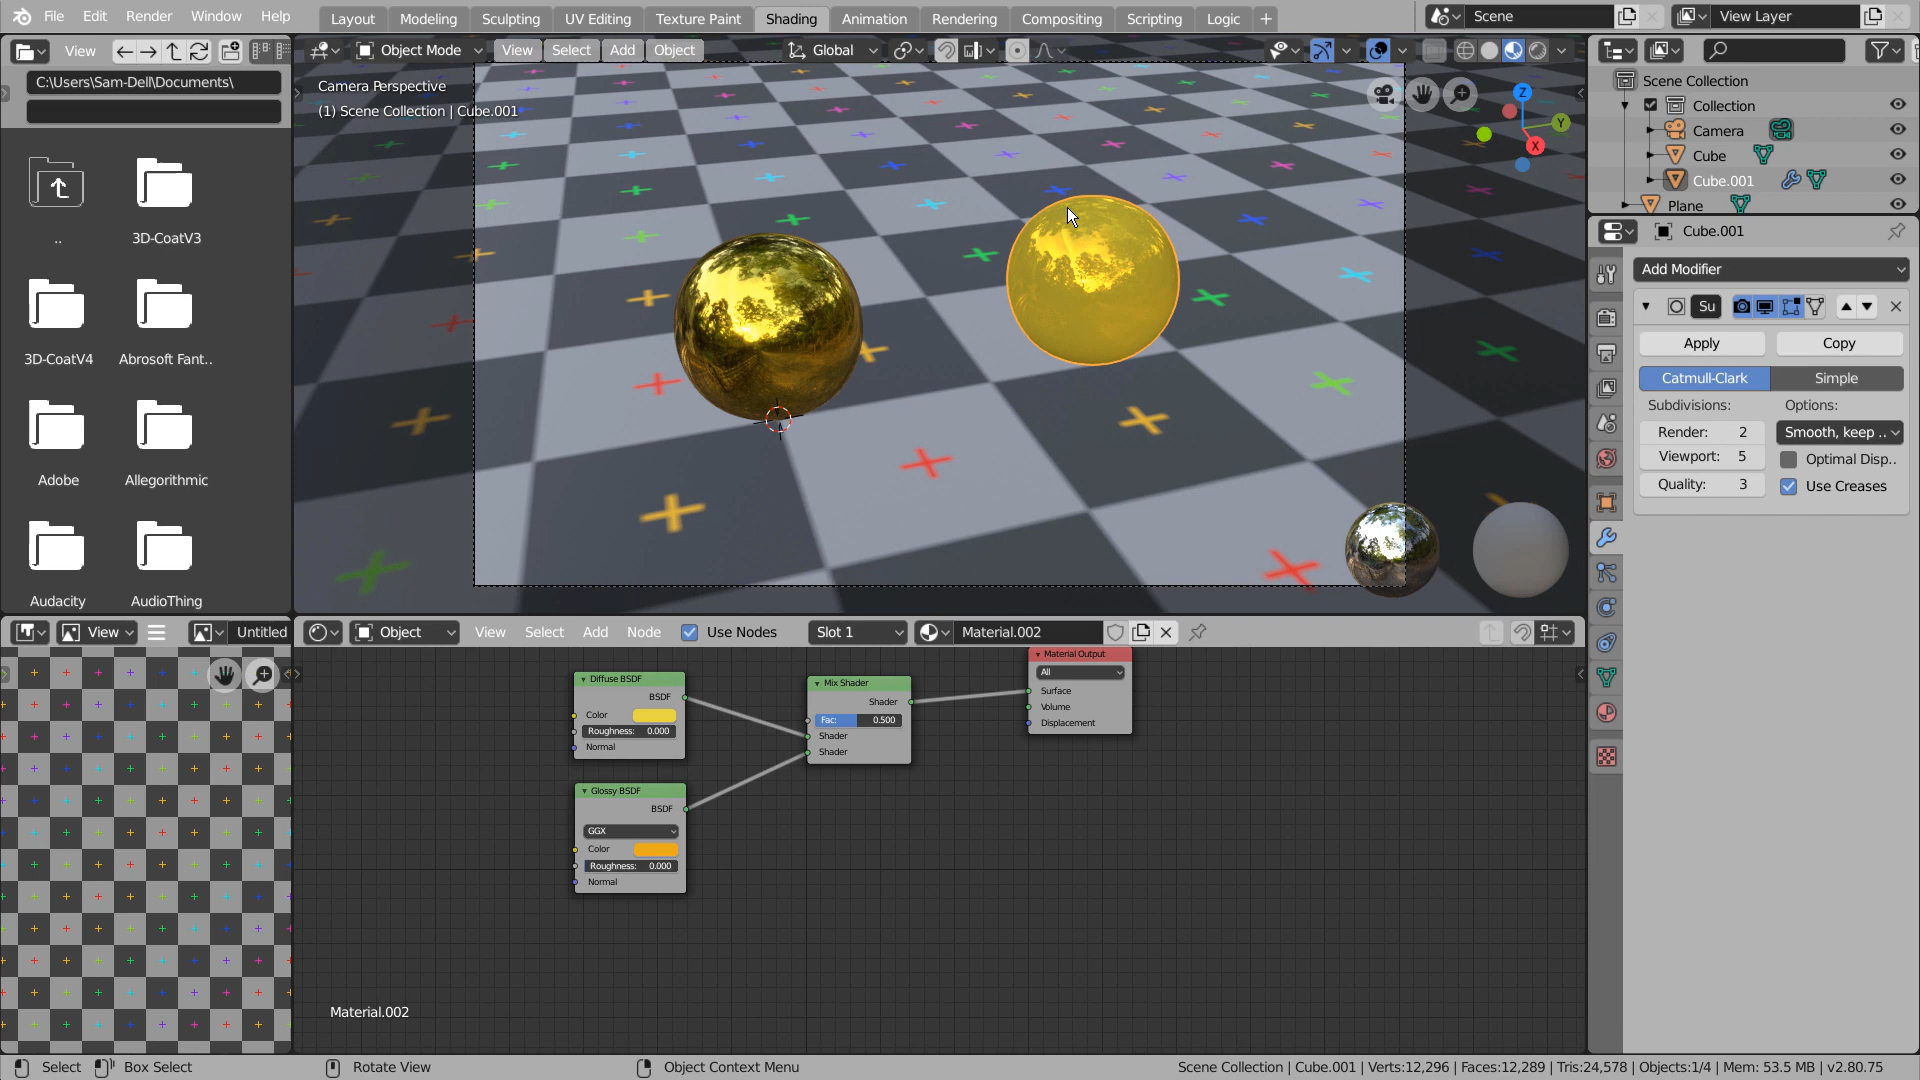 File Edit Render Window Help Layout Modeling Sculpting UV Editing Texture Paint Shading Animation Rendering Compositing Scripting Logic + Scene View Layer
View Object Mode View Select Add Object Global
C:\Users\Sam-Dell\Documents\
..
3D-CoatV3
3D-CoatV4
Abrosoft Fant..
Adobe
Allegorithmic
Audacity
AudioThing
Camera Perspective
(1) Scene Collection | Cube.001
Z
Y
X
Scene Collection
Collection
Camera
Cube
Cube.001
Plane
Cube.001
Add Modifier
Su
Apply Copy
Catmull-Clark Simple
Subdivisions: Options:
Render: 2 Smooth, keep ..
Viewport: 5 Optimal Disp..
Quality: 3 Use Creases
View Untitled
Object View Select Add Node Use Nodes Slot 1 Material.002
Diffuse BSDF
BSDF
Color
Roughness: 0.000
Normal
Glossy BSDF
BSDF
GGX
Color
Roughness: 0.000
Normal
Mix Shader
Shader
Fac: 0.500
Shader
Shader
Material Output
All
Surface
Volume
Displacement
Material.002
Select Box Select Rotate View Object Context Menu Scene Collection | Cube.001 | Verts:12,296 | Faces:12,289 | Tris:24,578 | Objects:1/4 | Mem: 53.5 MB | v2.80.75